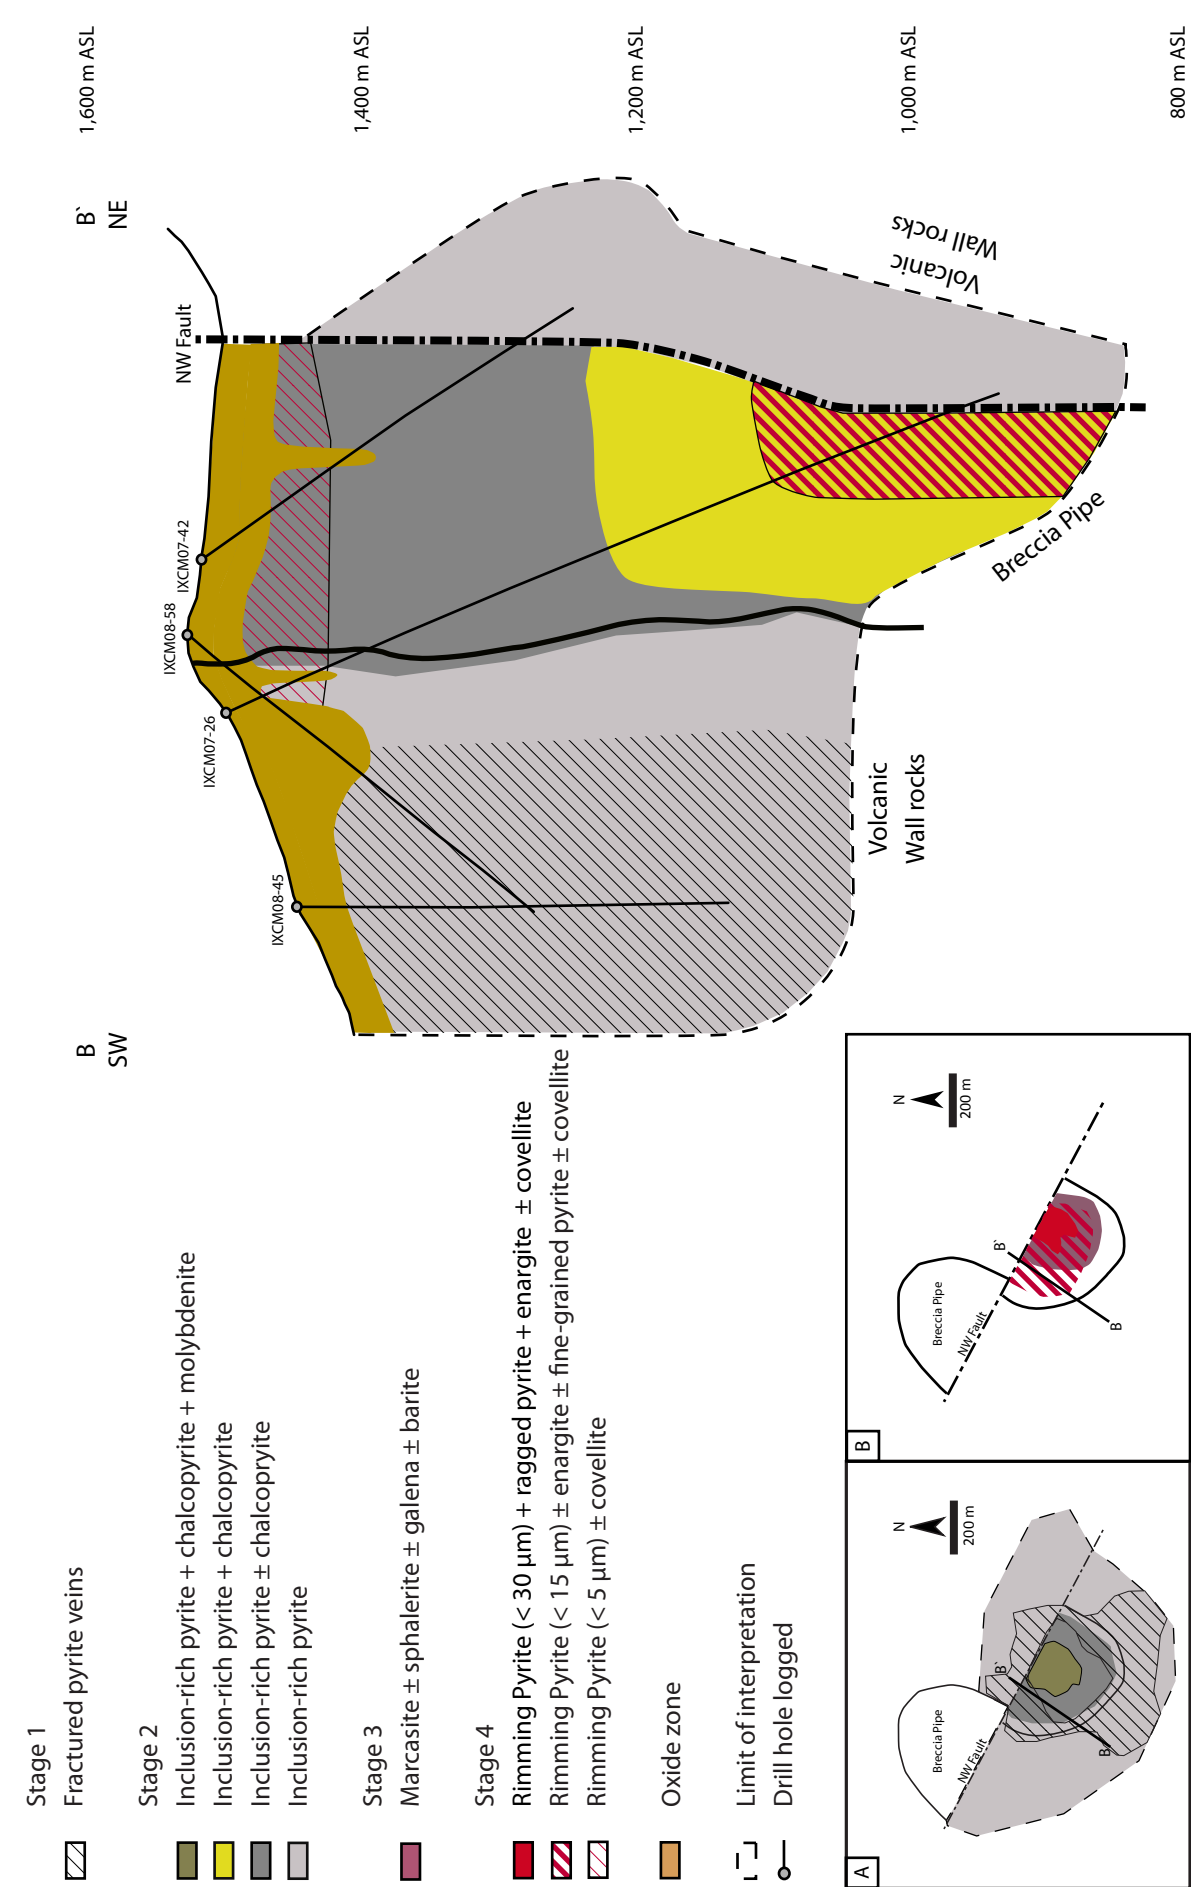 1,600 m ASL
1,400 m ASL
1,200 m ASL
1,000 m ASL
800 m ASL
B
SW
B`
NE
NW Fault
IXCM08-45
IXCM07-26
IXCM08-58
IXCM07-42
Volcanic
Wall rocks
Breccia Pipe
Volcanic
Wall rocks
Stage 1
Fractured pyrite veins
Stage 2
Inclusion-rich pyrite + chalcopyrite + molybdenite
Inclusion-rich pyrite + chalcopyrite
Inclusion-rich pyrite ± chalcopryite
Inclusion-rich pyrite
Stage 3
Marcasite ± sphalerite ± galena ± barite
Stage 4
Rimming Pyrite (< 30 µm) + ragged pyrite + enargite ± covellite
Rimming Pyrite (< 15 µm) ± enargite ± fine-grained pyrite ± covellite
Rimming Pyrite (< 5 µm) ± covellite
Oxide zone
Limit of interpretation
Drill hole logged
A
Breccia Pipe
NW Fault
B
B`
N
200 m
B
Breccia Pipe
NW Fault
B
B`
N
200 m